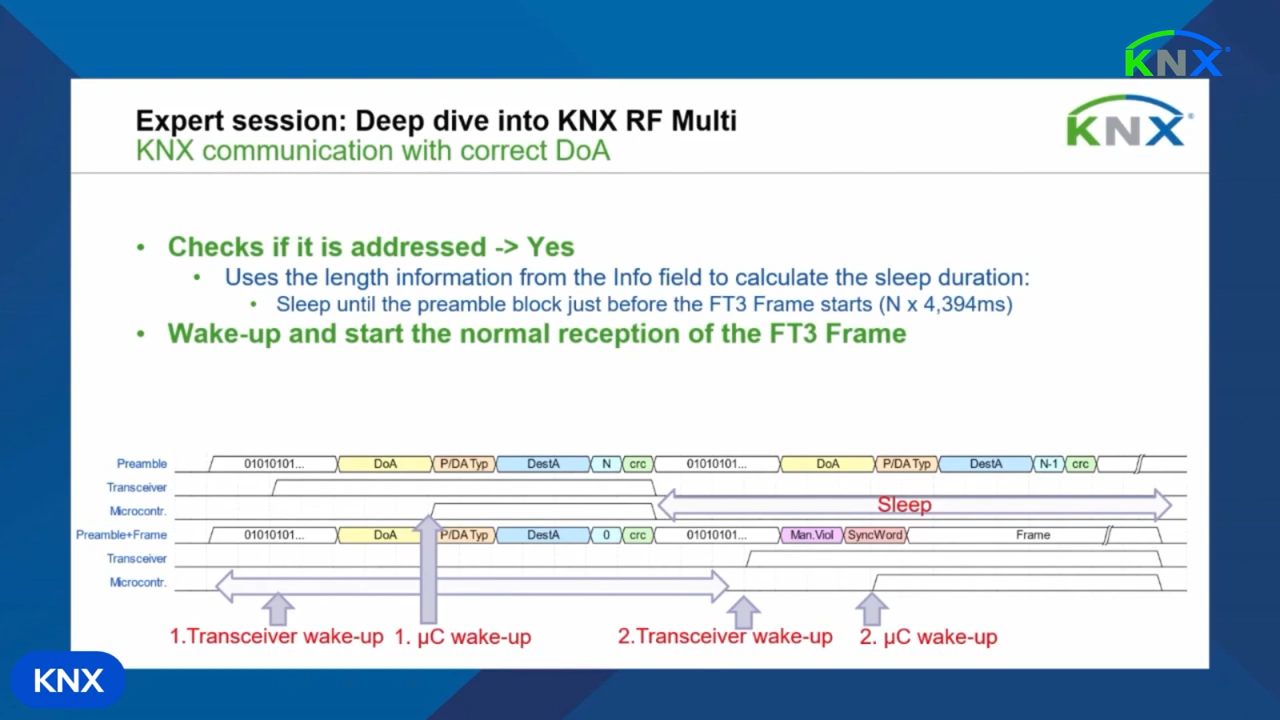 KNX
Expert session: Deep dive into KNX RF Multi
KNX communication with correct DoA
KNX
• Checks if it is addressed -> Yes
• Uses the length information from the Info field to calculate the sleep duration:
• Sleep until the preamble block just before the FT3 Frame starts (N x 4,394ms)
• Wake-up and start the normal reception of the FT3 Frame
Preamble 01010101... DoA P/DA Typ DestA N crc 01010101... DoA P/DA Typ DestA N-1 crc
Transceiver
Microcontr. Sleep
Preamble+Frame 01010101... DoA P/DA Typ DestA 0 crc 01010101... Man.Viol SyncWord Frame
Transceiver
Microcontr.
1.Transceiver wake-up 1. µC wake-up 2.Transceiver wake-up 2. µC wake-up
KNX